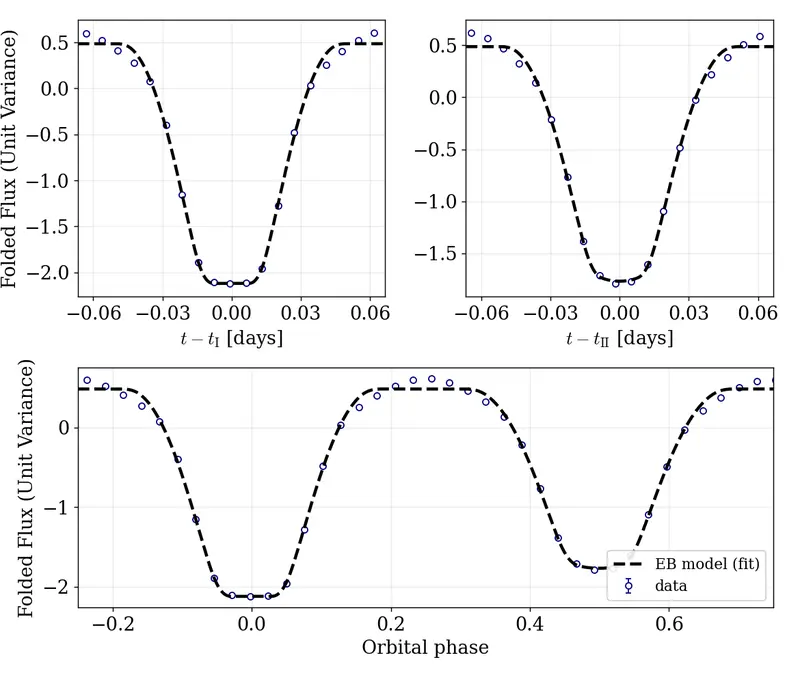 Folded Flux (Unit Variance)
0.5
0.0
−0.5
−1.0
−1.5
−2.0
−0.06 −0.03 0.00 0.03 0.06
t − t_I [days]
0.5
0.0
−0.5
−1.0
−1.5
−0.06 −0.03 0.00 0.03 0.06
t − t_II [days]
Folded Flux (Unit Variance)
0
−1
−2
EB model (fit)
data
−0.2 0.0 0.2 0.4 0.6
Orbital phase